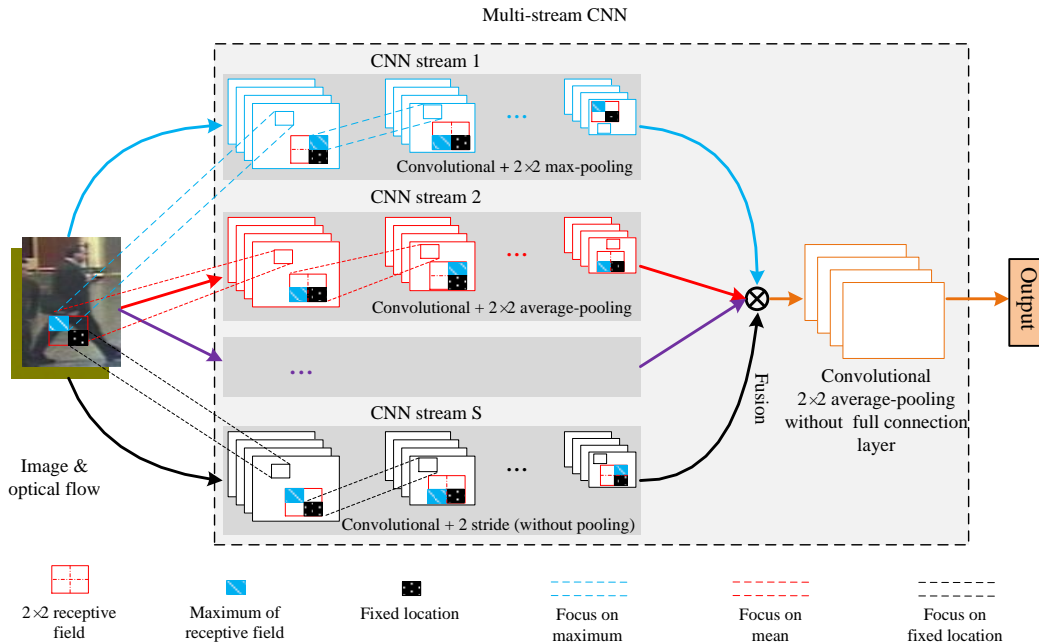 Multi-stream CNN
CNN stream 1
...
Convolutional + 2×2 max-pooling
CNN stream 2
...
Convolutional + 2×2 average-pooling
...
CNN stream S
...
Convolutional + 2 stride (without pooling)
Image &
optical flow
Fusion
Convolutional
2×2 average-pooling
without full connection
layer
Output
2×2 receptive
field
Maximum of
receptive field
Fixed location
Focus on
maximum
Focus on
mean
Focus on
fixed location